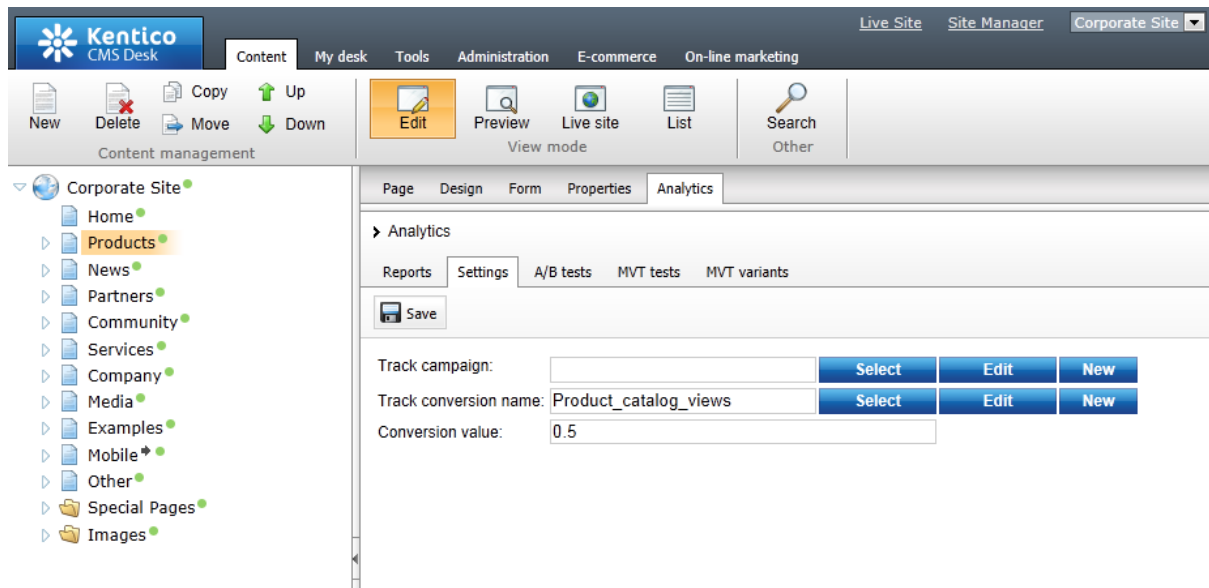 Kentico
CMS Desk
Live Site Site Manager Corporate Site
Content My desk Tools Administration E-commerce On-line marketing
New Delete Copy Move Up Down
Content management
Edit Preview Live site List
View mode
Search
Other
Corporate Site
Home
Products
News
Partners
Community
Services
Company
Media
Examples
Mobile
Other
Special Pages
Images
Page Design Form Properties Analytics
Analytics
Reports Settings A/B tests MVT tests MVT variants
Save
Track campaign: Select Edit New
Track conversion name: Product_catalog_views Select Edit New
Conversion value: 0.5